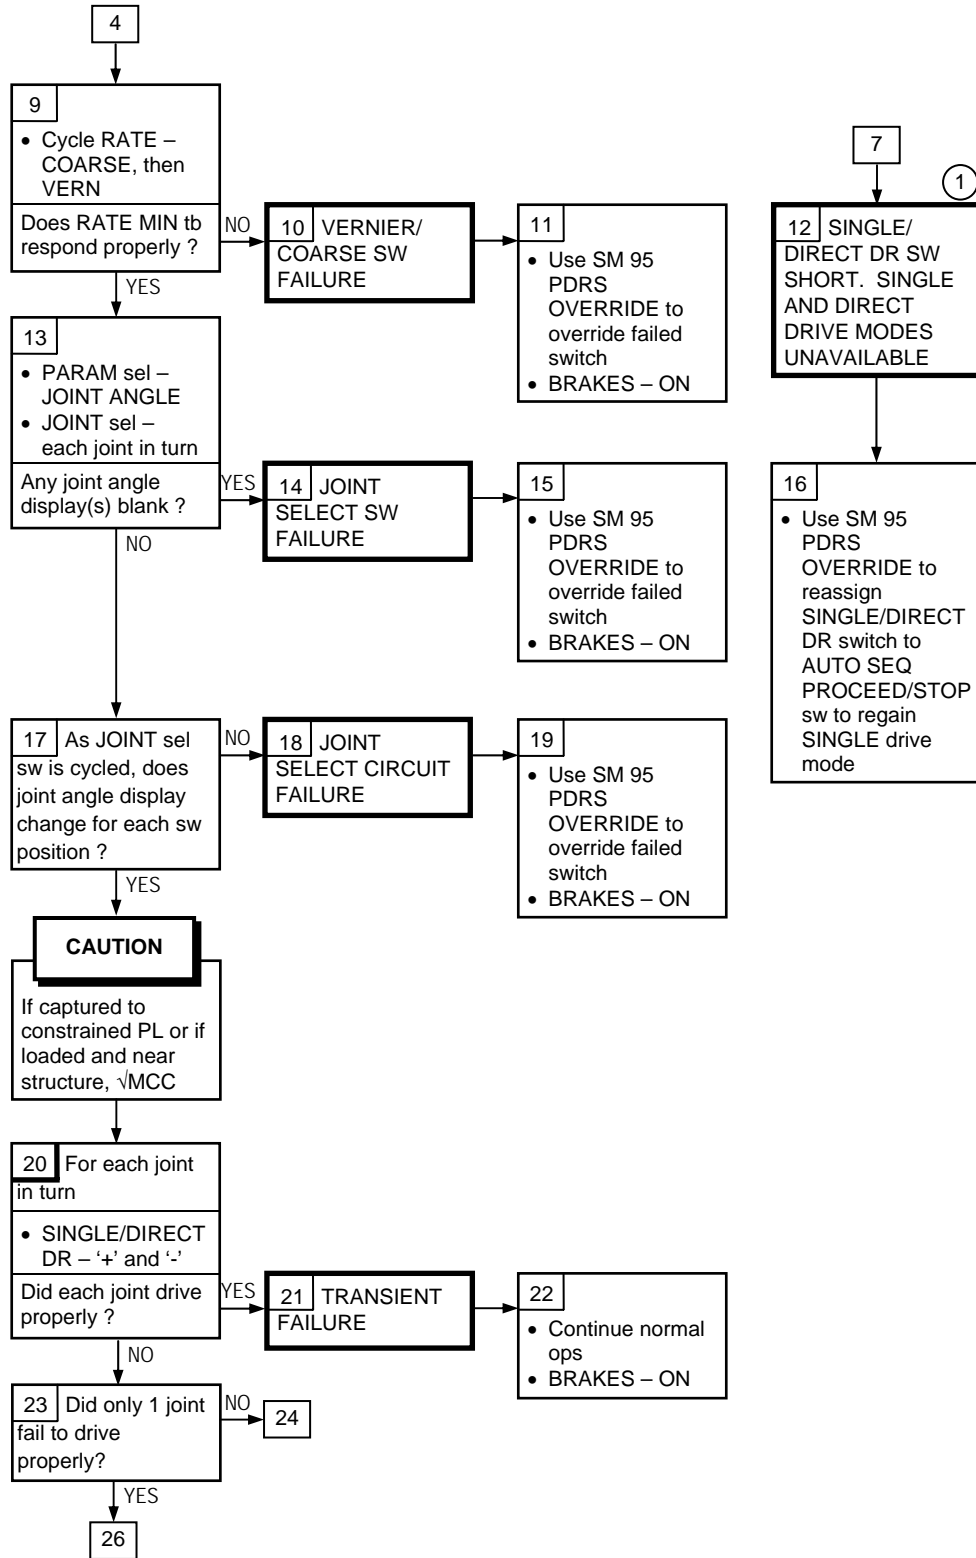 4
9
• Cycle RATE –
COARSE, then
VERN
Does RATE MIN tb
respond properly ?
NO
YES
10 VERNIER/
COARSE SW
FAILURE
11
• Use SM 95
PDRS
OVERRIDE to
override failed
switch
• BRAKES – ON
7
1
12 SINGLE/
DIRECT DR SW
SHORT. SINGLE
AND DIRECT
DRIVE MODES
UNAVAILABLE
13
• PARAM sel –
JOINT ANGLE
• JOINT sel –
each joint in turn
Any joint angle
display(s) blank ?
YES
NO
14 JOINT
SELECT SW
FAILURE
15
• Use SM 95
PDRS
OVERRIDE to
override failed
switch
• BRAKES – ON
16
• Use SM 95
PDRS
OVERRIDE to
reassign
SINGLE/DIRECT
DR switch to
AUTO SEQ
PROCEED/STOP
sw to regain
SINGLE drive
mode
17 As JOINT sel
sw is cycled, does
joint angle display
change for each sw
position ?
NO
YES
18 JOINT
SELECT CIRCUIT
FAILURE
19
• Use SM 95
PDRS
OVERRIDE to
override failed
switch
• BRAKES – ON
CAUTION
If captured to
constrained PL or if
loaded and near
structure, √MCC
20 For each joint
in turn
• SINGLE/DIRECT
DR – ‘+’ and ‘-’
Did each joint drive
properly ?
YES
NO
21 TRANSIENT
FAILURE
22
• Continue normal
ops
• BRAKES – ON
23 Did only 1 joint
fail to drive
properly?
NO
24
YES
26